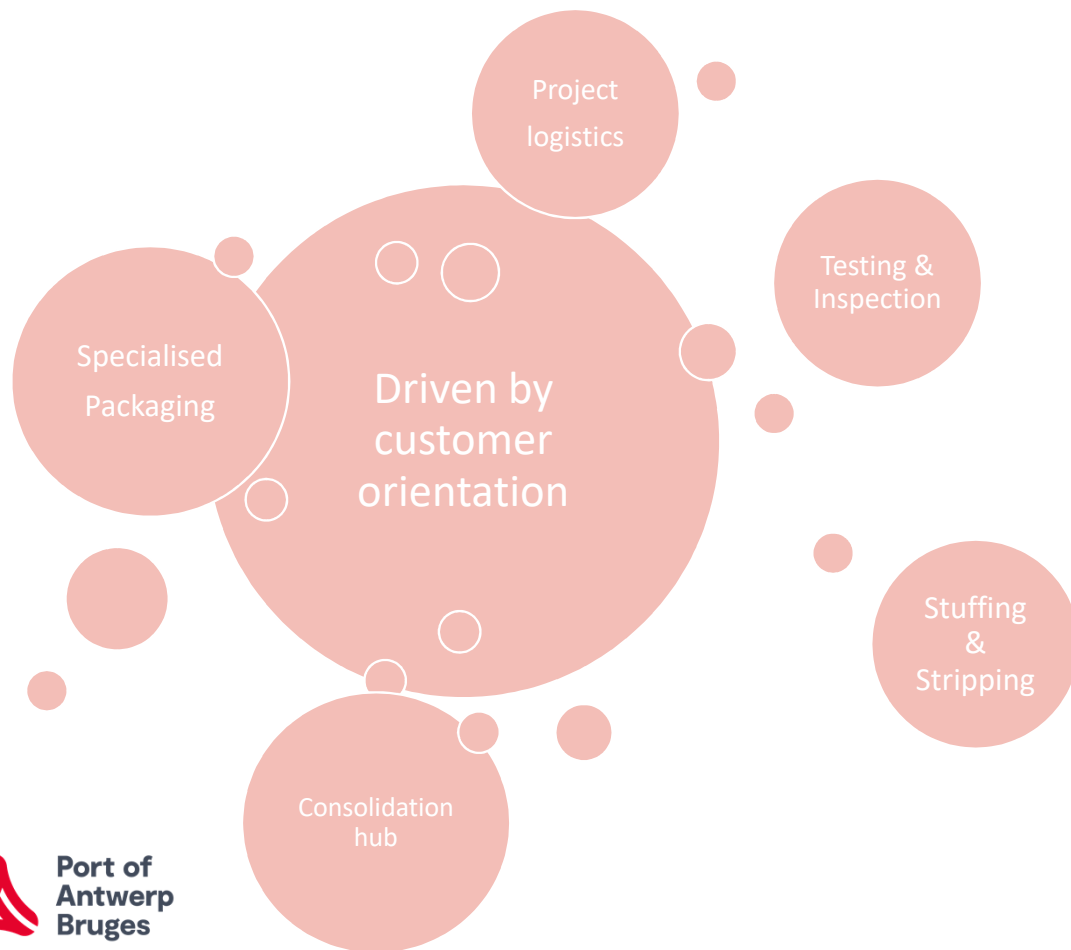 Project
logistics
Testing &
Inspection
Specialised
Packaging
Driven by
customer
orientation
Stuffing
&
Stripping
Consolidation
hub
Port of
Antwerp
Bruges